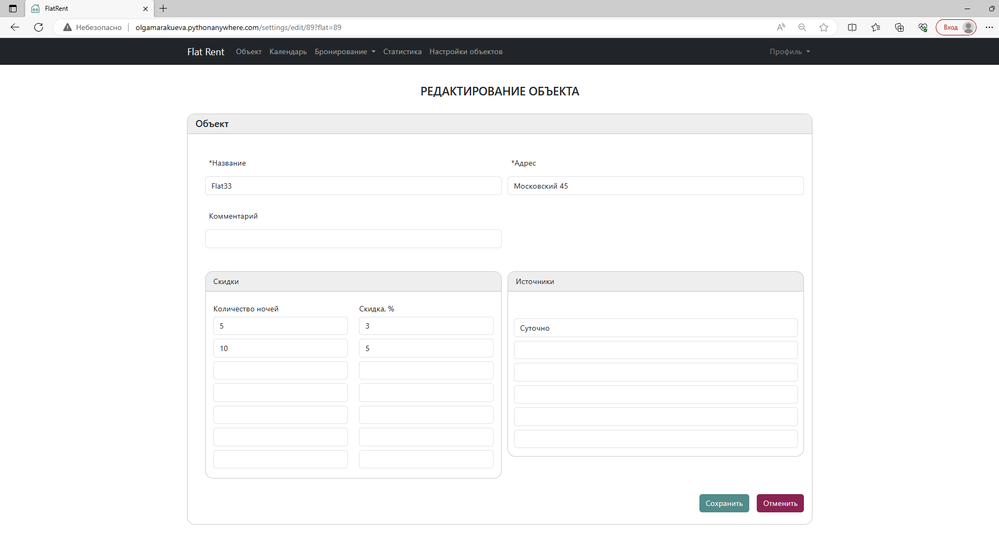 FlatRent
Небезопасно olgamarakueva.pythonanywhere.com/settings/edit/89?flat=89 Вход
Flat Rent Объект Календарь Бронирование Статистика Настройки объектов Профиль
РЕДАКТИРОВАНИЕ ОБЪЕКТА
Объект
*Название *Адрес
Flat33 Московский 45
Комментарий
Скидки Источники
Количество ночей Скидка, %
5 3 Суточно
10 5
Сохранить Отменить